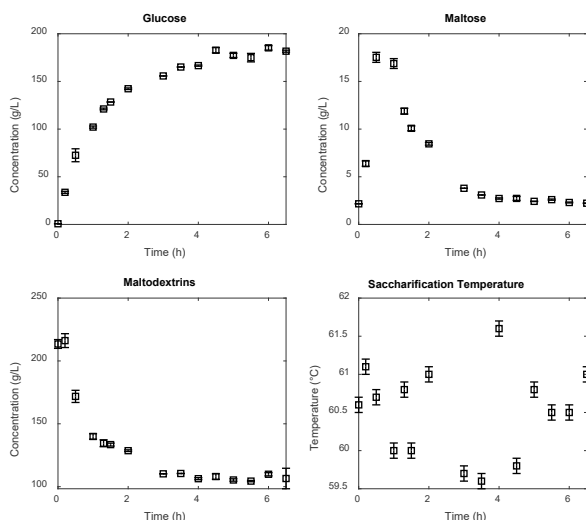 Glucose
Concentration (g/L)
200
150
100
50
0
0 2 4 6
Time (h)
Maltose
Concentration (g/L)
20
15
10
5
0
0 2 4 6
Time (h)
Maltodextrins
Concentration (g/L)
250
200
150
100
0 2 4 6
Time (h)
Saccharification Temperature
Temperature (°C)
62
61.5
61
60.5
60
59.5
0 2 4 6
Time (h)